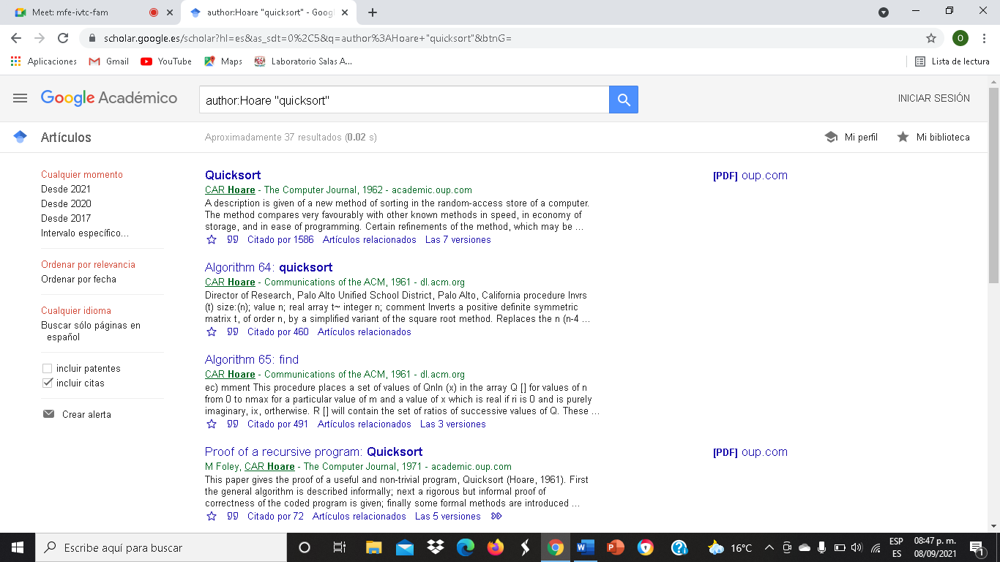 Meet: mfe-ivtc-fam
author:Hoare "quicksort" - Googl
scholar.google.es/scholar?hl=es&as_sdt=0%2C5&q=author%3AHoare+"quicksort"&btnG=
O
Aplicaciones
Gmail
YouTube
Maps
Laboratorio Salas A...
Lista de lectura
Google Académico
author:Hoare "quicksort"
INICIAR SESIÓN
Artículos
Aproximadamente 37 resultados (0.02 s)
Mi perfil
Mi biblioteca
Cualquier momento
Desde 2021
Desde 2020
Desde 2017
Intervalo específico...
Ordenar por relevancia
Ordenar por fecha
Cualquier idioma
Buscar sólo páginas en
español
incluir patentes
incluir citas
Crear alerta
Quicksort
[PDF] oup.com
CAR Hoare - The Computer Journal, 1962 - academic.oup.com
A description is given of a new method of sorting in the random-access store of a computer.
The method compares very favourably with other known methods in speed, in economy of
storage, and in ease of programming. Certain refinements of the method, which may be ...
Citado por 1586 Artículos relacionados Las 7 versiones
Algorithm 64: quicksort
CAR Hoare - Communications of the ACM, 1961 - dl.acm.org
Director of Research, Palo Alto Unified School District, Palo Alto, California procedure Invrs
(t) size:(n); value n; real array t~ integer n; comment Inverts a positive definite symmetric
matrix t, of order n, by a simplified variant of the square root method. Replaces the n (n-4 ...
Citado por 460 Artículos relacionados
Algorithm 65: find
CAR Hoare - Communications of the ACM, 1961 - dl.acm.org
ec) mment This procedure places a set of values of QnIn (x) in the array Q [] for values of n
from 0 to nmax for a particular value of m and a value of x which is real if ri is 0 and is purely
imaginary, ix, ortherwise. R [] will contain the set of ratios of successive values of Q. These ...
Citado por 491 Artículos relacionados Las 3 versiones
Proof of a recursive program: Quicksort
[PDF] oup.com
M Foley, CAR Hoare - The Computer Journal, 1971 - academic.oup.com
This paper gives the proof of a useful and non-trivial program, Quicksort (Hoare, 1961). First
the general algorithm is described informally; next a rigorous but informal proof of
correctness of the coded program is given; finally some formal methods are introduced ...
Citado por 72 Artículos relacionados Las 5 versiones
Escribe aquí para buscar
16°C
ESP
ES
08:47 p. m.
08/09/2021
1